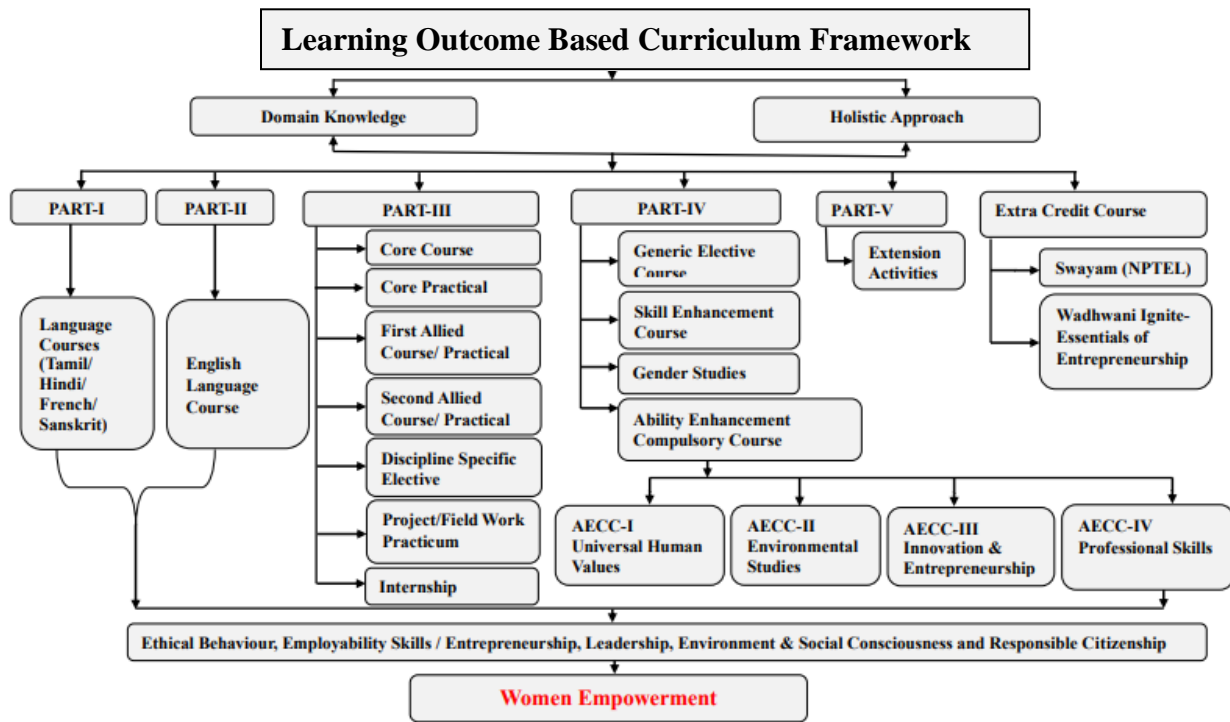 Learning Outcome Based Curriculum Framework
Domain Knowledge
Holistic Approach
PART-I
PART-II
PART-III
PART-IV
PART-V
Extra Credit Course
Language
Courses
(Tamil/
Hindi/
French/
Sanskrit)
English
Language
Course
Core Course
Core Practical
First Allied
Course/ Practical
Second Allied
Course/ Practical
Discipline Specific
Elective
Project/Field Work
Practicum
Internship
Generic Elective
Course
Skill Enhancement
Course
Gender Studies
Ability Enhancement
Compulsory Course
Extension
Activities
Swayam (NPTEL)
Wadhwani Ignite-
Essentials of
Entrepreneurship
AECC-I
Universal Human
Values
AECC-II
Environmental
Studies
AECC-III
Innovation &
Entrepreneurship
AECC-IV
Professional Skills
Ethical Behaviour, Employability Skills / Entrepreneurship, Leadership, Environment & Social Consciousness and Responsible Citizenship
Women Empowerment